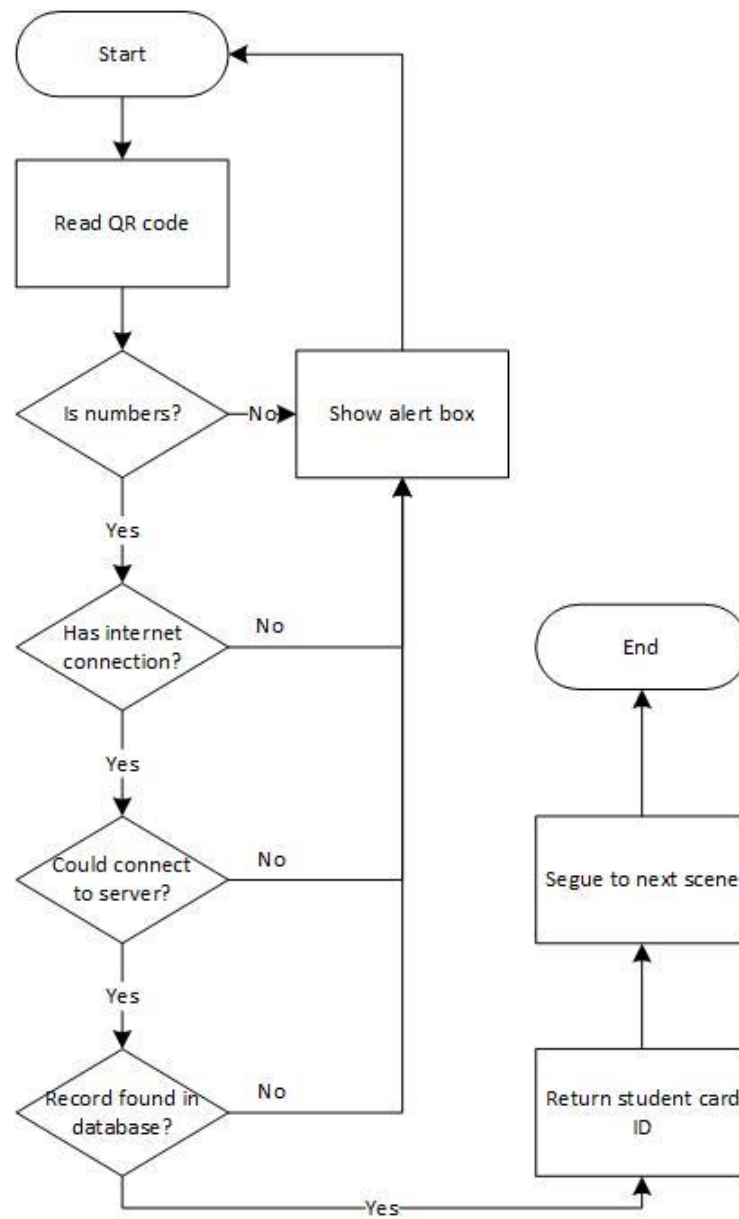 Start
Read QR code
Is numbers?
No
Show alert box
Yes
Has internet
connection?
No
Yes
Could connect
to server?
No
Yes
Record found in
database?
No
Yes
Return student card
ID
Segue to next scene
End